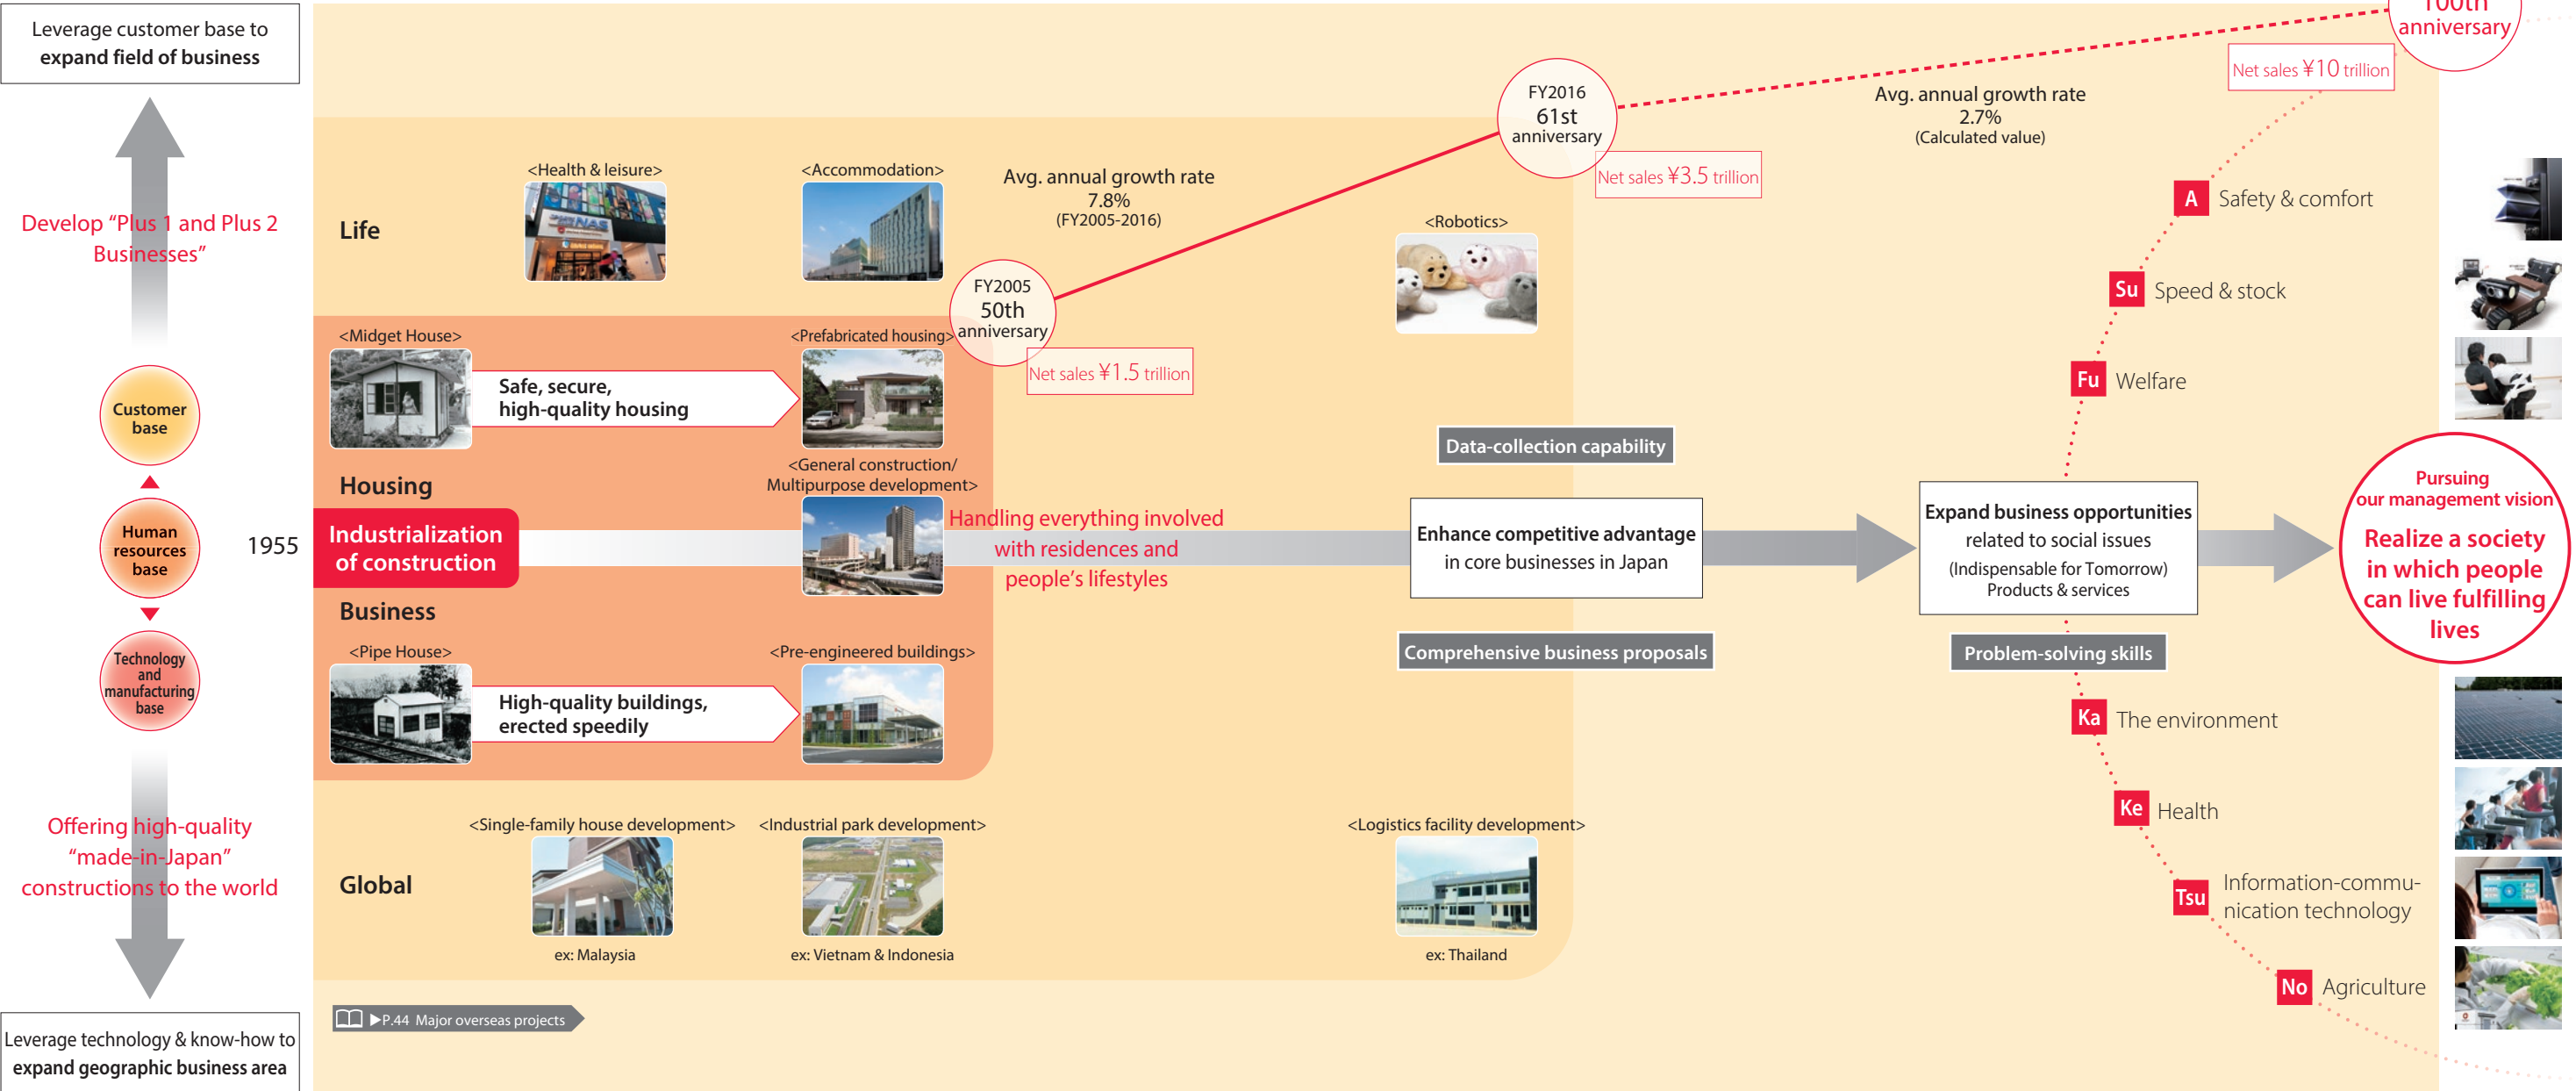 Leverage customer base to
expand field of business
Develop “Plus 1 and Plus 2
Businesses”
Customer
base
Human
resources
base
Technology
and
manufacturing
base
Offering high-quality
“made-in-Japan”
constructions to the world
Leverage technology & know-how to
expand geographic business area
1955
Life
<Health & leisure>
<Accommodation>
Avg. annual growth rate
7.8%
(FY2005-2016)
FY2005
50th
anniversary
Net sales ¥1.5 trillion
FY2016
61st
anniversary
Net sales ¥3.5 trillion
Avg. annual growth rate
2.7%
(Calculated value)
100th
anniversary
Net sales ¥10 trillion
<Robotics>
<Midget House>
Safe, secure,
high-quality housing
<Prefabricated housing>
Housing
<General construction/
Multipurpose development>
Industrialization
of construction
Handling everything involved
with residences and
people’s lifestyles
Business
<Pipe House>
High-quality buildings,
erected speedily
<Pre-engineered buildings>
Data-collection capability
Enhance competitive advantage
in core businesses in Japan
Comprehensive business proposals
Expand business opportunities
related to social issues
(Indispensable for Tomorrow)
Products & services
Problem-solving skills
Pursuing
our management vision
Realize a society
in which people
can live fulfilling
lives
A Safety & comfort
Su Speed & stock
Fu Welfare
Ka The environment
Ke Health
Tsu Information-commu-
nication technology
No Agriculture
Global
<Single-family house development>
ex: Malaysia
<Industrial park development>
ex: Vietnam & Indonesia
<Logistics facility development>
ex: Thailand
▶P.44 Major overseas projects